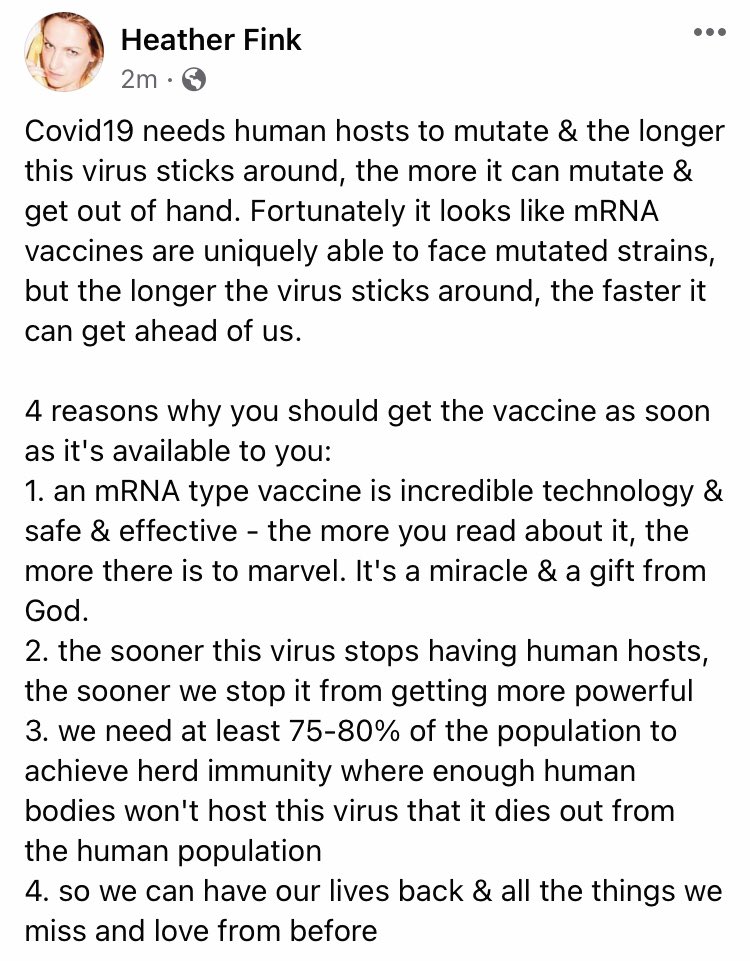 Heather Fink
2m ·
Covid19 needs human hosts to mutate & the longer
this virus sticks around, the more it can mutate &
get out of hand. Fortunately it looks like mRNA
vaccines are uniquely able to face mutated strains,
but the longer the virus sticks around, the faster it
can get ahead of us.
4 reasons why you should get the vaccine as soon
as it's available to you:
1. an mRNA type vaccine is incredible technology &
safe & effective - the more you read about it, the
more there is to marvel. It's a miracle & a gift from
God.
2. the sooner this virus stops having human hosts,
the sooner we stop it from getting more powerful
3. we need at least 75-80% of the population to
achieve herd immunity where enough human
bodies won't host this virus that it dies out from
the human population
4. so we can have our lives back & all the things we
miss and love from before